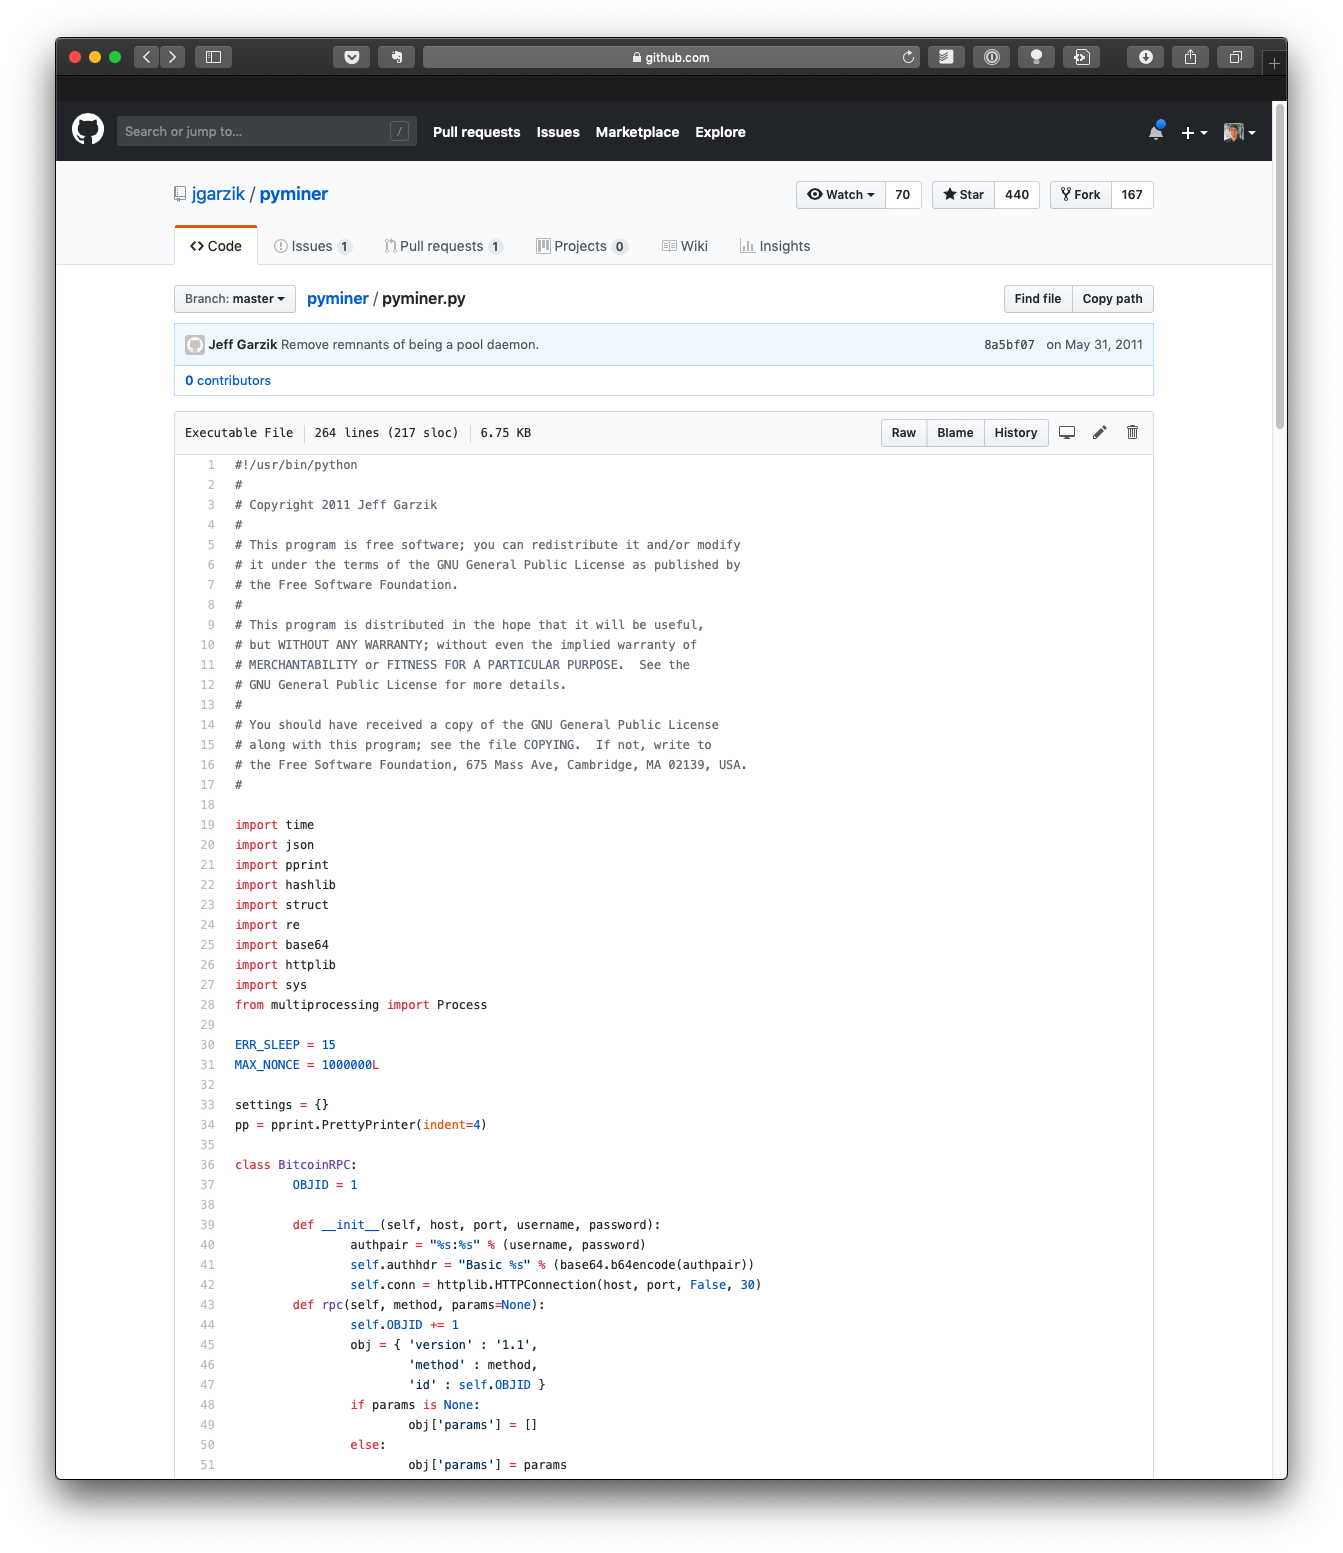 github.com
Search or jump to... / Pull requests Issues Marketplace Explore
jgarzik / pyminer Watch 70 Star 440 Fork 167
<> Code Issues 1 Pull requests 1 Projects 0 Wiki Insights
Branch: master pyminer / pyminer.py Find file Copy path
Jeff Garzik Remove remnants of being a pool daemon. 8a5bf07 on May 31, 2011
0 contributors
Executable File 264 lines (217 sloc) 6.75 KB Raw Blame History
1 #!/usr/bin/python
2 #
3 # Copyright 2011 Jeff Garzik
4 #
5 # This program is free software; you can redistribute it and/or modify
6 # it under the terms of the GNU General Public License as published by
7 # the Free Software Foundation.
8 #
9 # This program is distributed in the hope that it will be useful,
10 # but WITHOUT ANY WARRANTY; without even the implied warranty of
11 # MERCHANTABILITY or FITNESS FOR A PARTICULAR PURPOSE.  See the
12 # GNU General Public License for more details.
13 #
14 # You should have received a copy of the GNU General Public License
15 # along with this program; see the file COPYING.  If not, write to
16 # the Free Software Foundation, 675 Mass Ave, Cambridge, MA 02139, USA.
17 #
18
19 import time
20 import json
21 import pprint
22 import hashlib
23 import struct
24 import re
25 import base64
26 import httplib
27 import sys
28 from multiprocessing import Process
29
30 ERR_SLEEP = 15
31 MAX_NONCE = 1000000L
32
33 settings = {}
34 pp = pprint.PrettyPrinter(indent=4)
35
36 class BitcoinRPC:
37         OBJID = 1
38
39         def __init__(self, host, port, username, password):
40                 authpair = "%s:%s" % (username, password)
41                 self.authhdr = "Basic %s" % (base64.b64encode(authpair))
42                 self.conn = httplib.HTTPConnection(host, port, False, 30)
43         def rpc(self, method, params=None):
44                 self.OBJID += 1
45                 obj = { 'version' : '1.1',
46                         'method' : method,
47                         'id' : self.OBJID }
48                 if params is None:
49                         obj['params'] = []
50                 else:
51                         obj['params'] = params